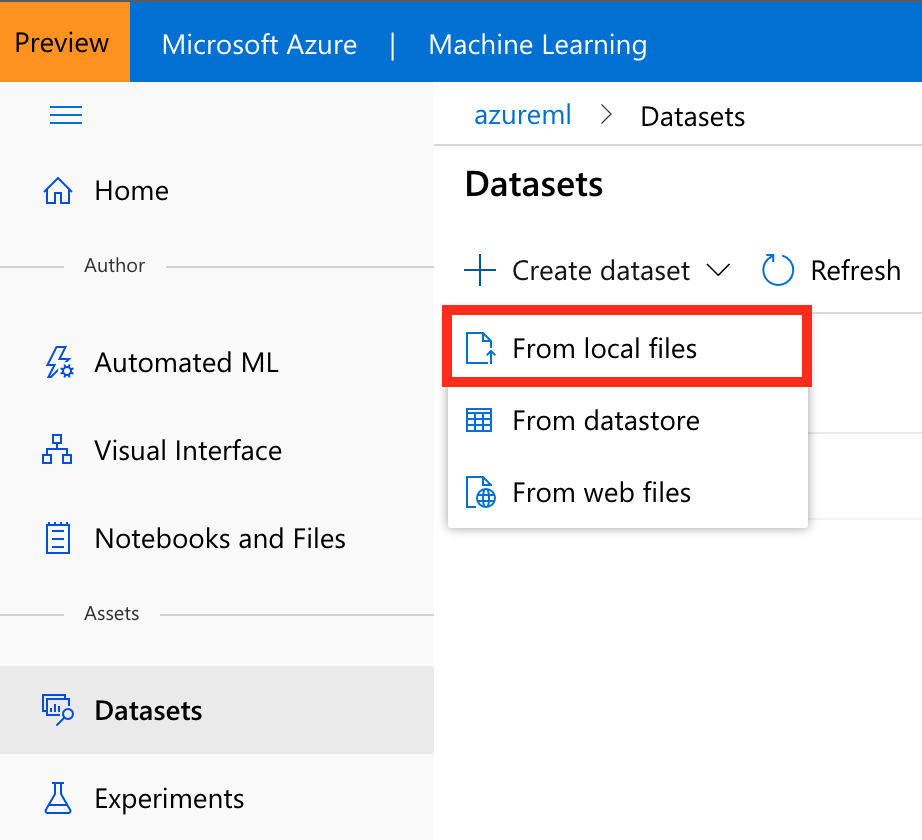 Preview
Microsoft Azure | Machine Learning
azureml > Datasets
Home
Author
Automated ML
Visual Interface
Notebooks and Files
Assets
Datasets
Experiments
Datasets
Create dataset
Refresh
From local files
From datastore
From web files